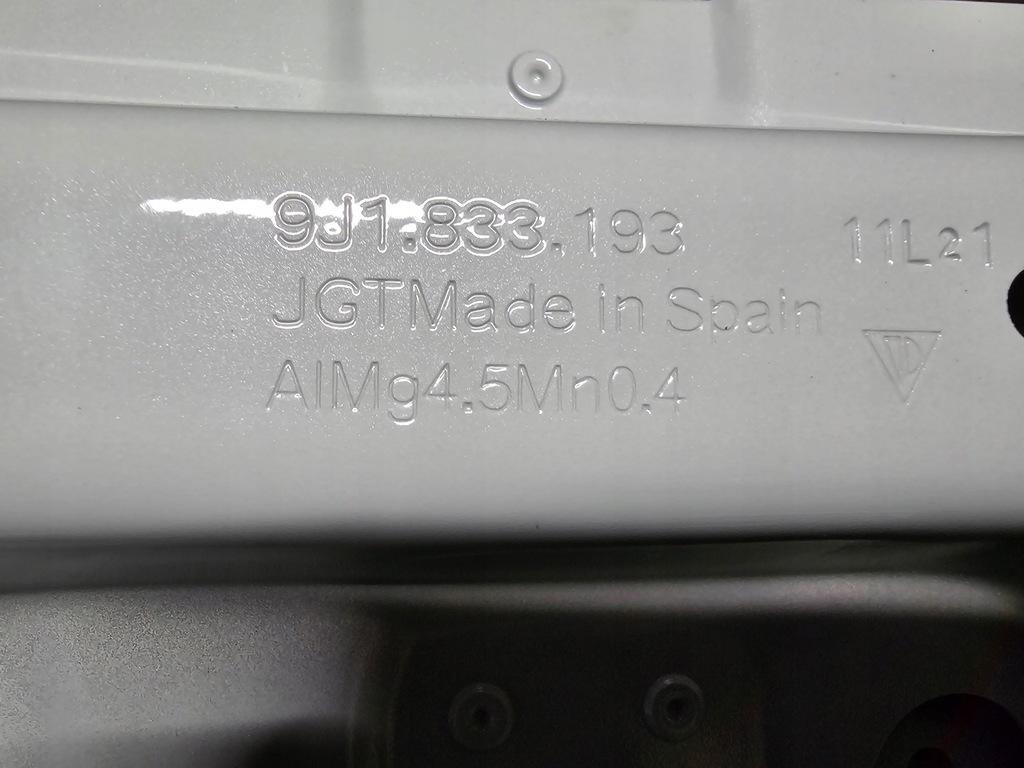 9J1.833.193
11L21
JGTMade in Spain
AlMg4.5Mn0.4